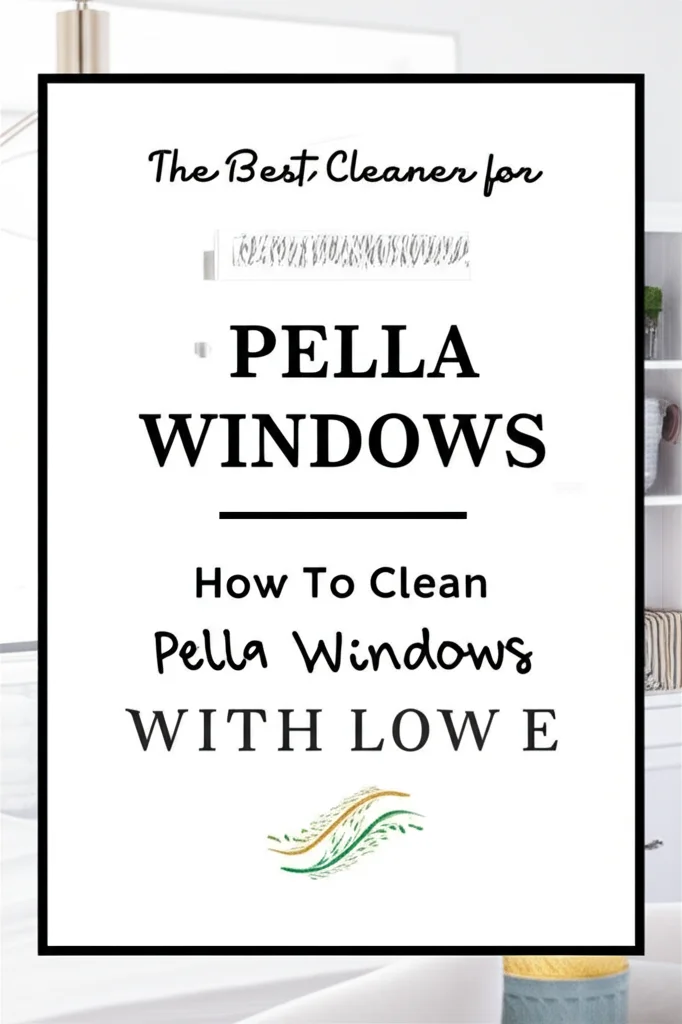 The Best Cleaner for
PELLA
WINDOWS
How To Clean
Pella Windows
WITH LOW E